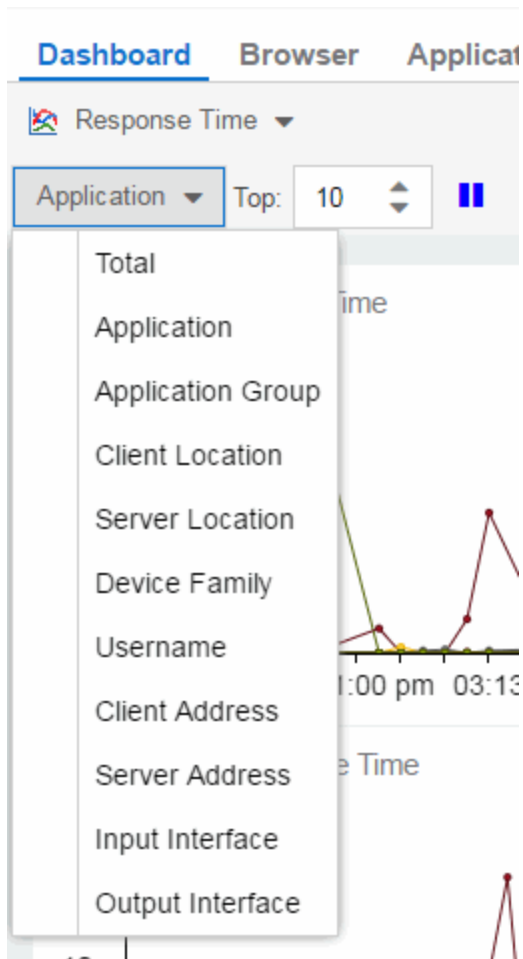 Dashboard Browser Applicat
Response Time
Application Top: 10
Total
Application
Application Group
Client Location
Server Location
Device Family
Username
Client Address
Server Address
Input Interface
Output Interface
ime
:00 pm 03:13
e Time